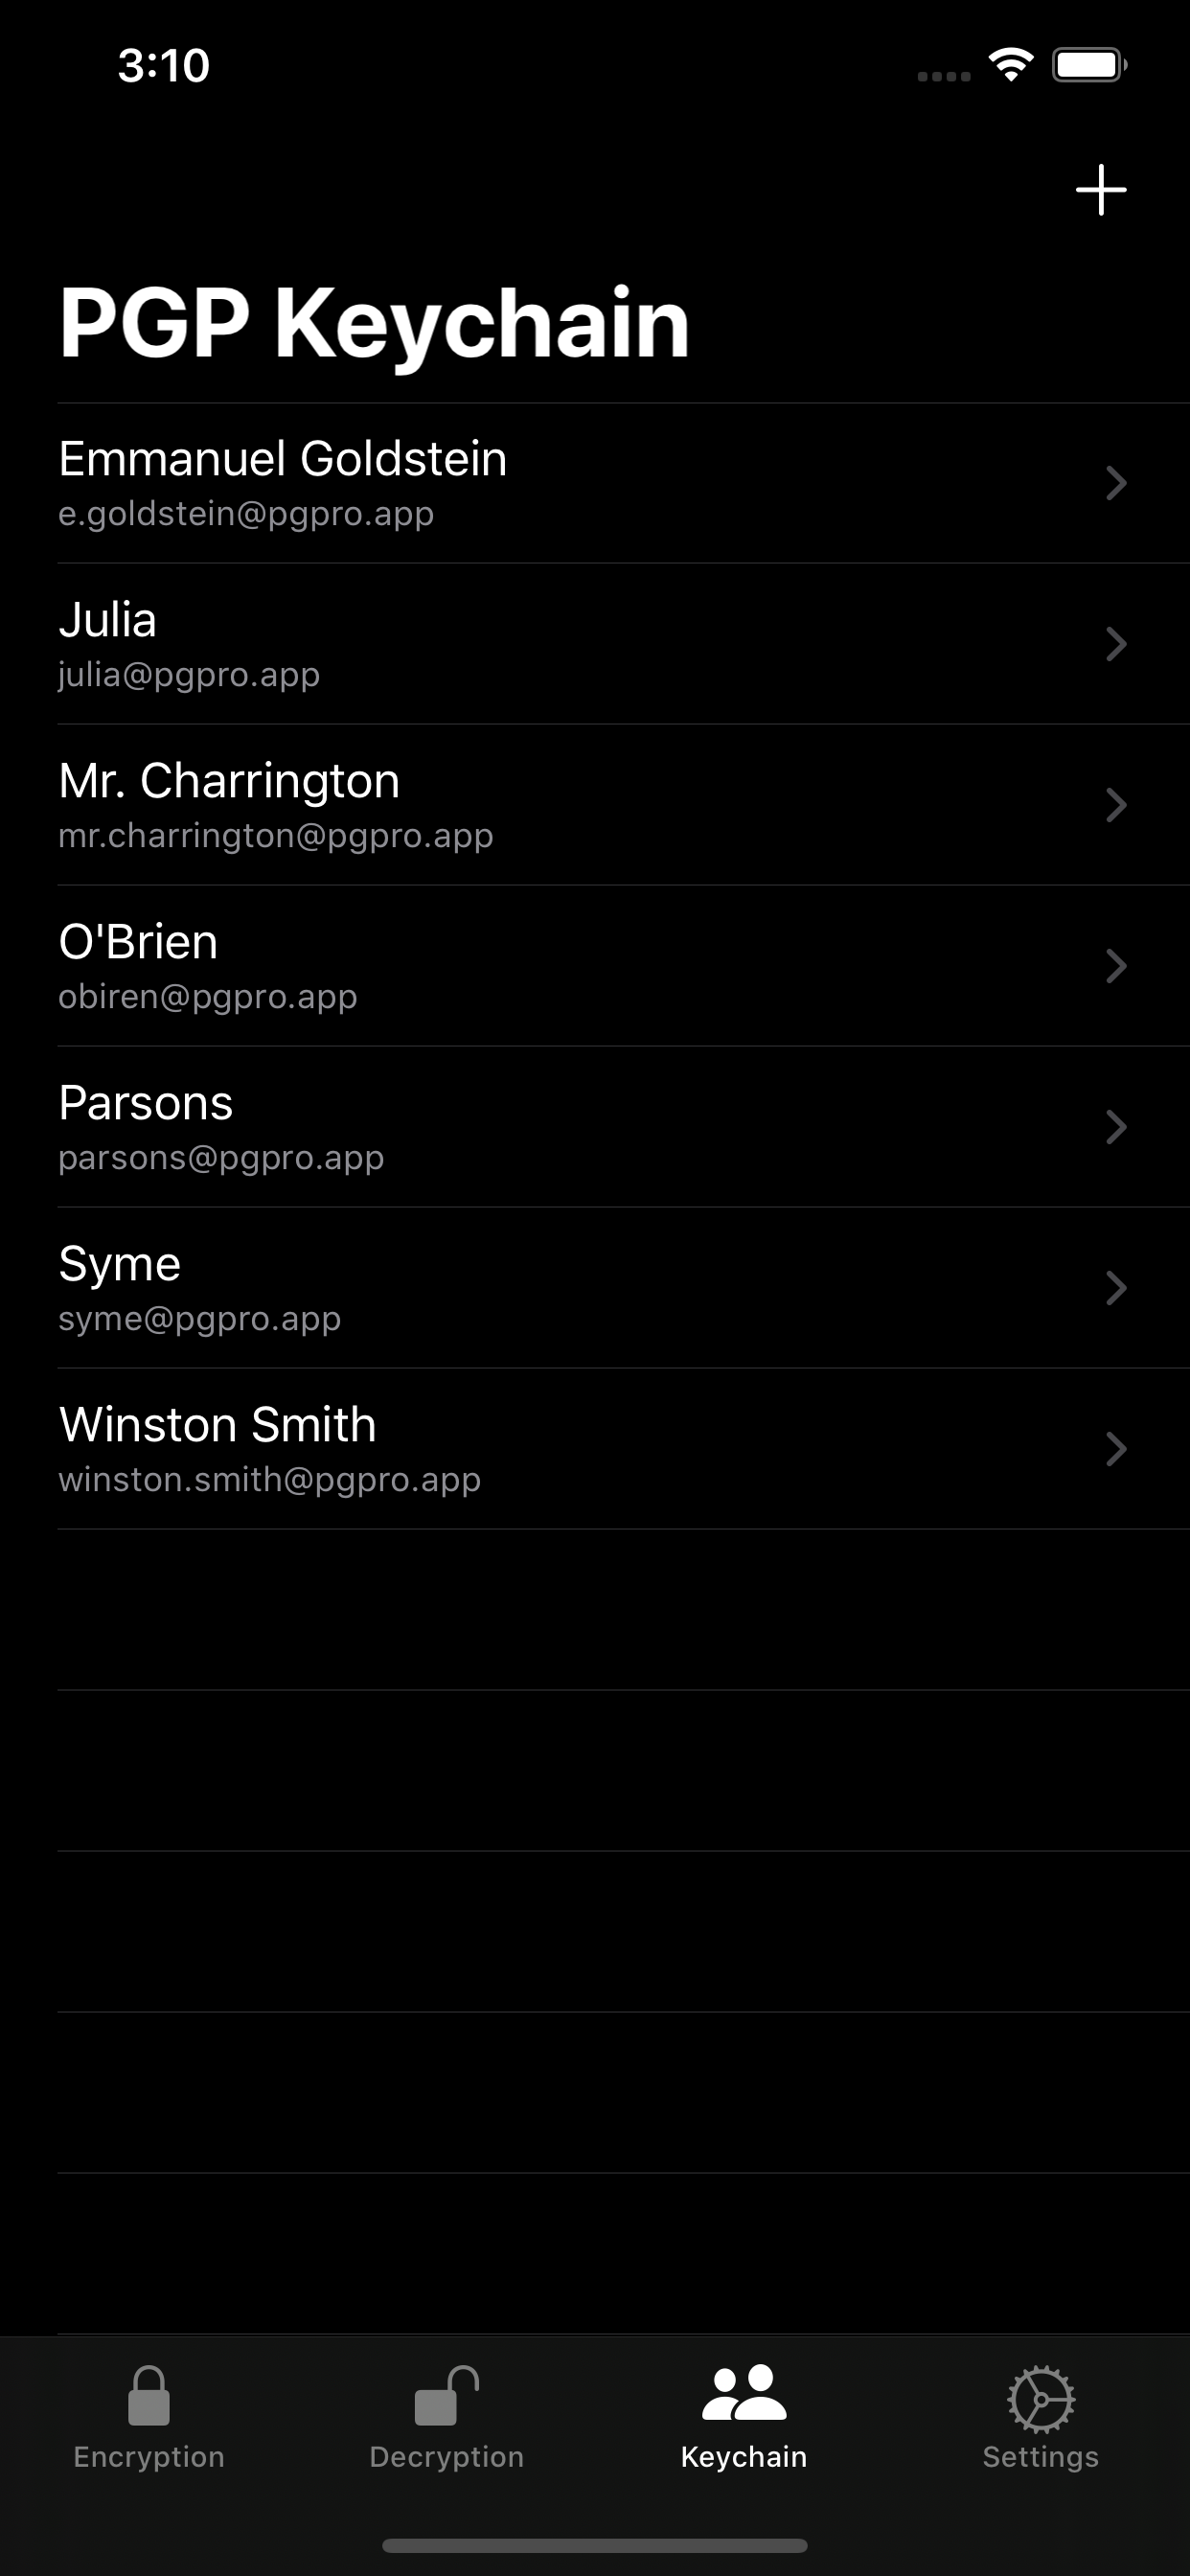 3:10
PGP Keychain
Emmanuel Goldstein
e.goldstein@pgpro.app
Julia
julia@pgpro.app
Mr. Charrington
mr.charrington@pgpro.app
O'Brien
obiren@pgpro.app
Parsons
parsons@pgpro.app
Syme
syme@pgpro.app
Winston Smith
winston.smith@pgpro.app
Encryption Decryption Keychain Settings